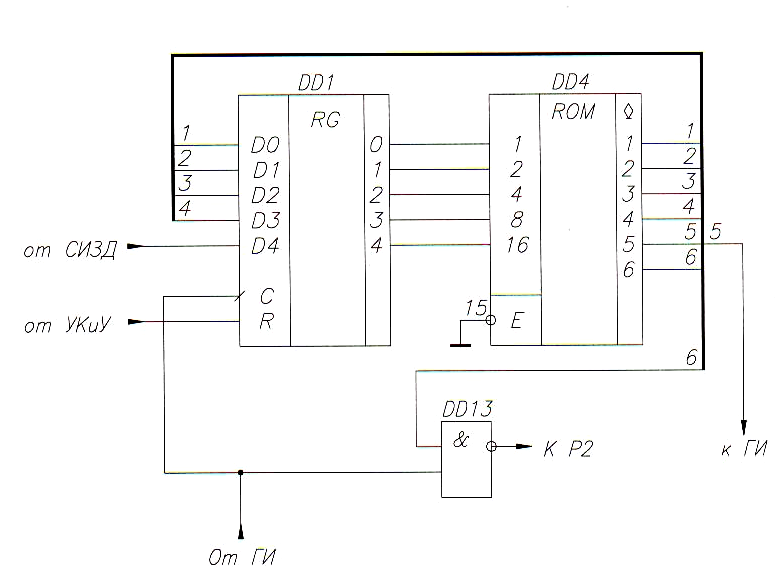 DD1 DD4
RG ROM ◊
1 D0 0 1 1 1
2 D1 1 2 2 2
3 D2 2 4 3 3
4 D3 3 8 4 4
от СИЗД D4 4 16 5 5 5
6 6
C
от УКиУ R 15 E
6
DD13
&
К Р2 к ГИ
От ГИ